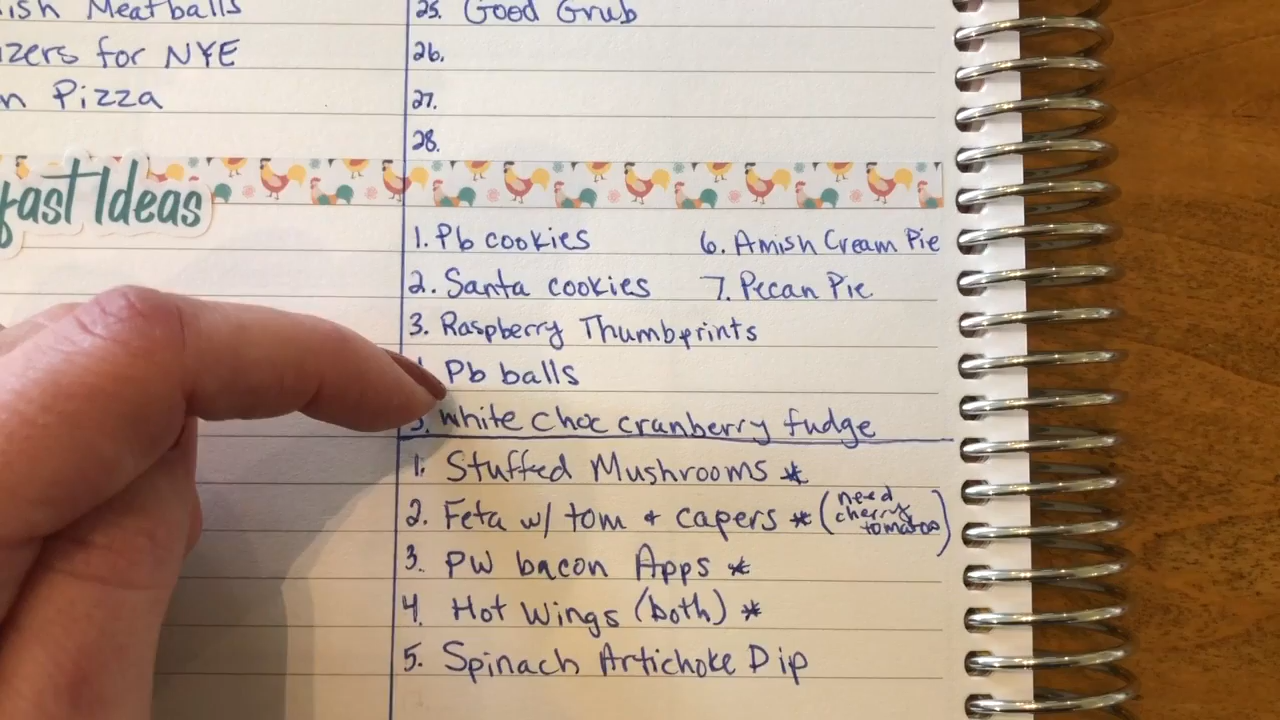 ish Meatballs
izers for NYE
n Pizza
fast Ideas
25. Good Grub
26.
27.
28.
1. Pb cookies
2. Santa cookies
3. Raspberry Thumbprints
Pb balls
5. white choc cranberry fudge
6. Amish Cream Pie
7. Pecan Pie
1. Stuffed Mushrooms *
2. Feta w/ tom + capers * (need cherry tomatoes)
3. PW bacon Apps *
4. Hot Wings (both) *
5. Spinach Artichoke Dip